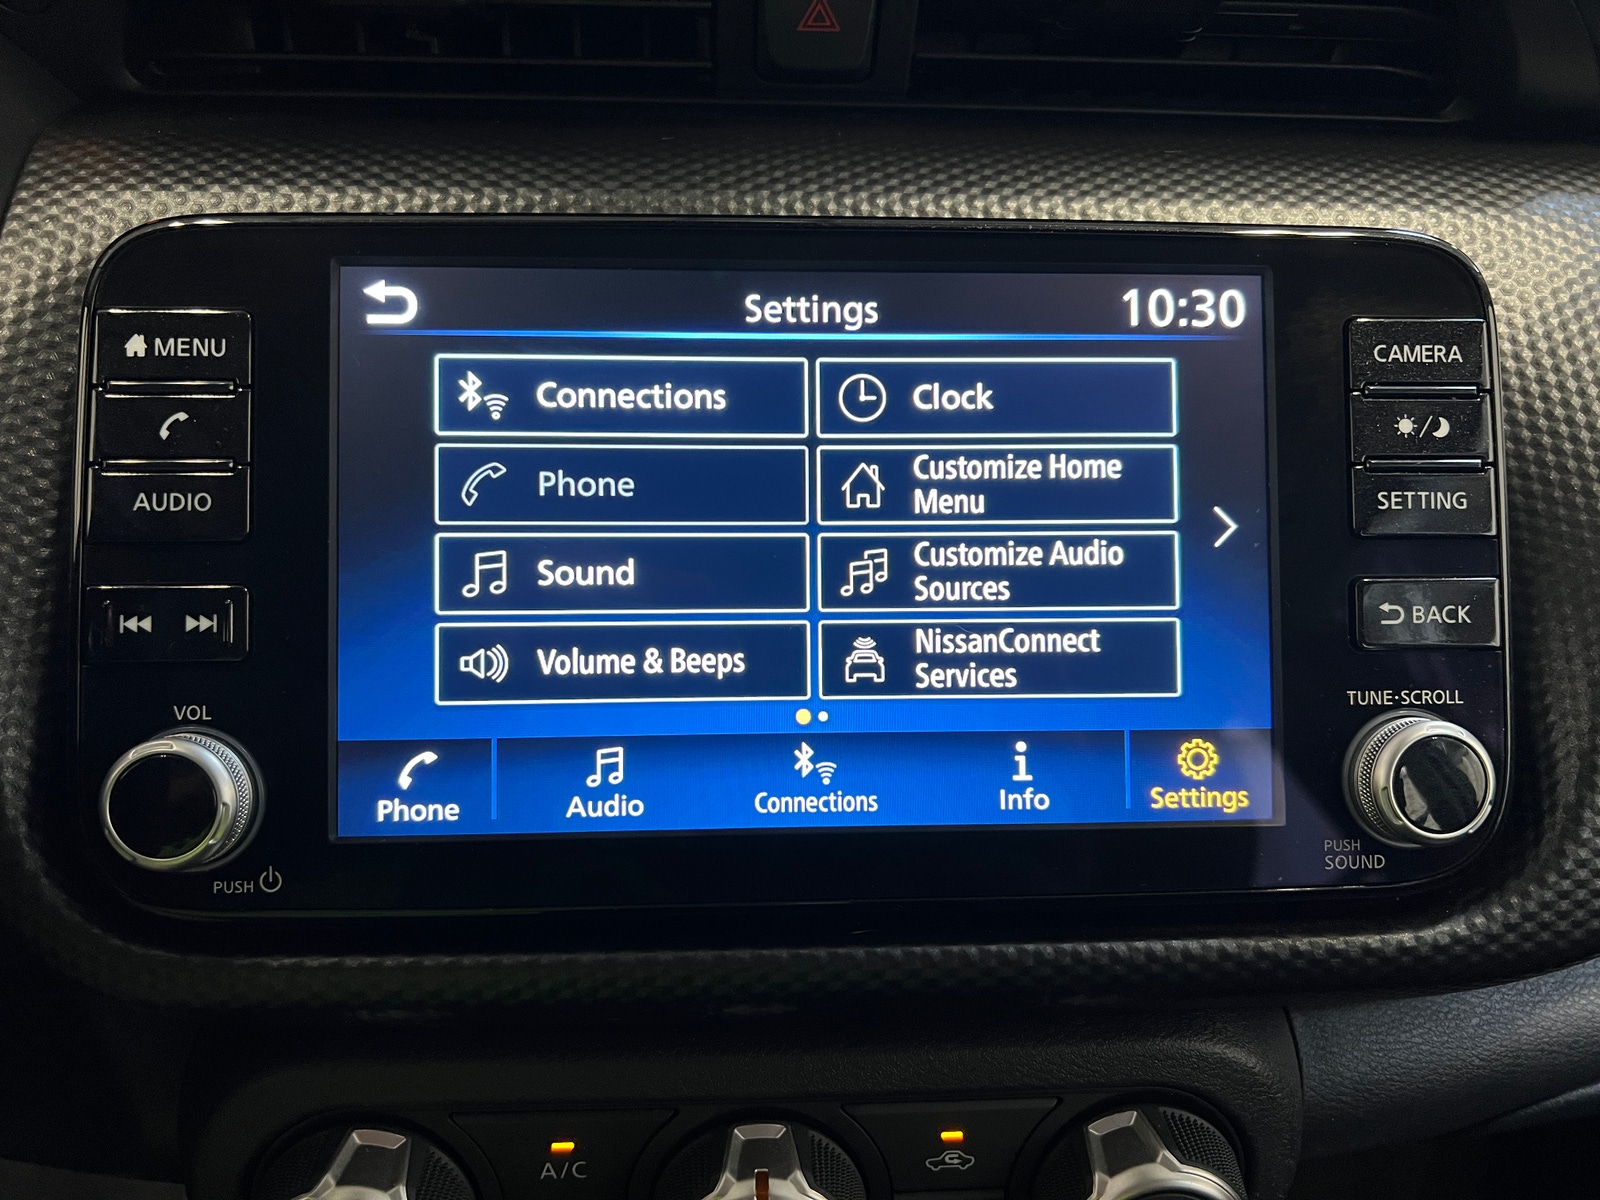 Settings
10:30
MENU
AUDIO
VOL
PUSH
Connections
Clock
Phone
Customize Home
Menu
Sound
Customize Audio
Sources
Volume & Beeps
NissanConnect
Services
Phone
Audio
Connections
Info
Settings
CAMERA
SETTING
BACK
TUNE·SCROLL
PUSH
SOUND
A/C